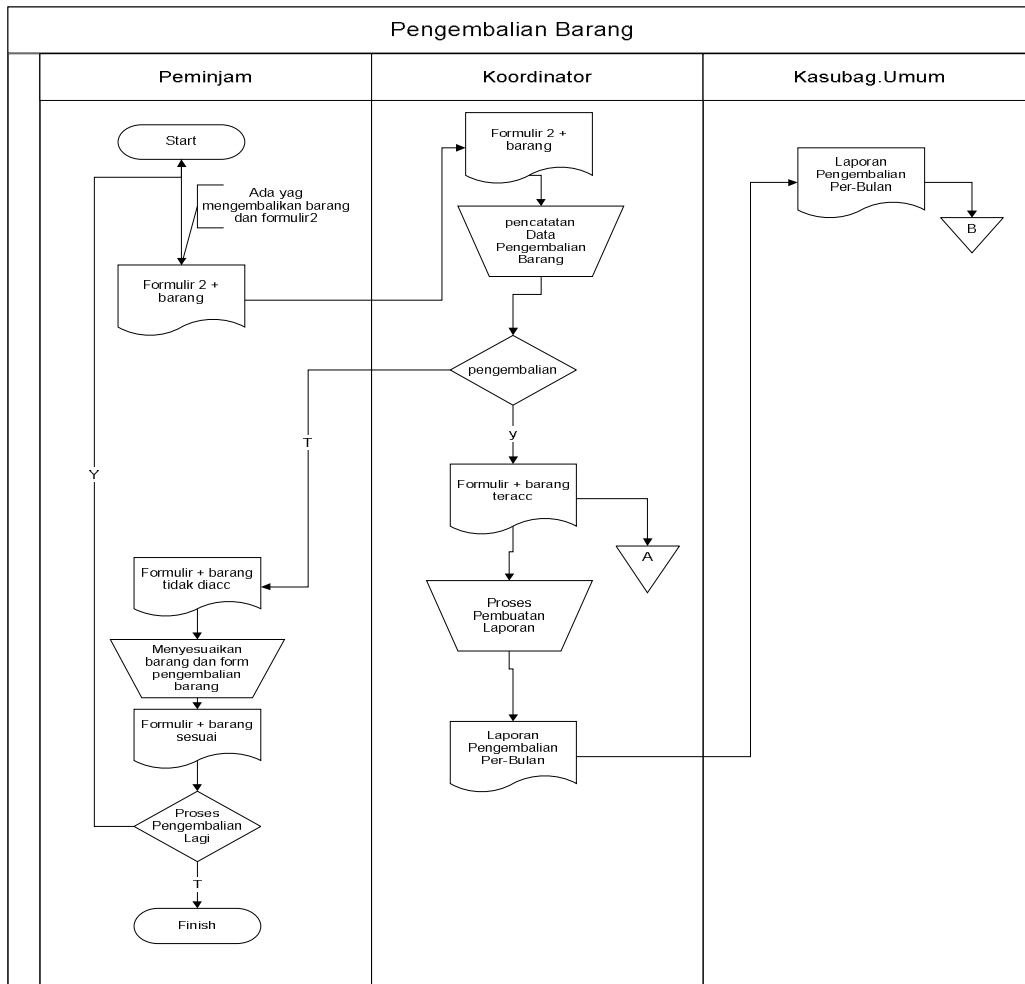 Pengembalian Barang
Peminjam
Koordinator
Kasubag.Umum
Start
Ada yag
mengembalikan barang
dan formulir2
Formulir 2 +
barang
Y
T
Formulir + barang
tidak diacc
Menyesuaikan
barang dan form
pengembalian
barang
Formulir + barang
sesuai
Proses
Pengembalian
Lagi
T
Finish
Formulir 2 +
barang
pencatatan
Data
Pengembalian
Barang
pengembalian
y
Formulir + barang
teracc
A
Proses
Pembuatan
Laporan
Laporan
Pengembalian
Per-Bulan
Laporan
Pengembalian
Per-Bulan
B